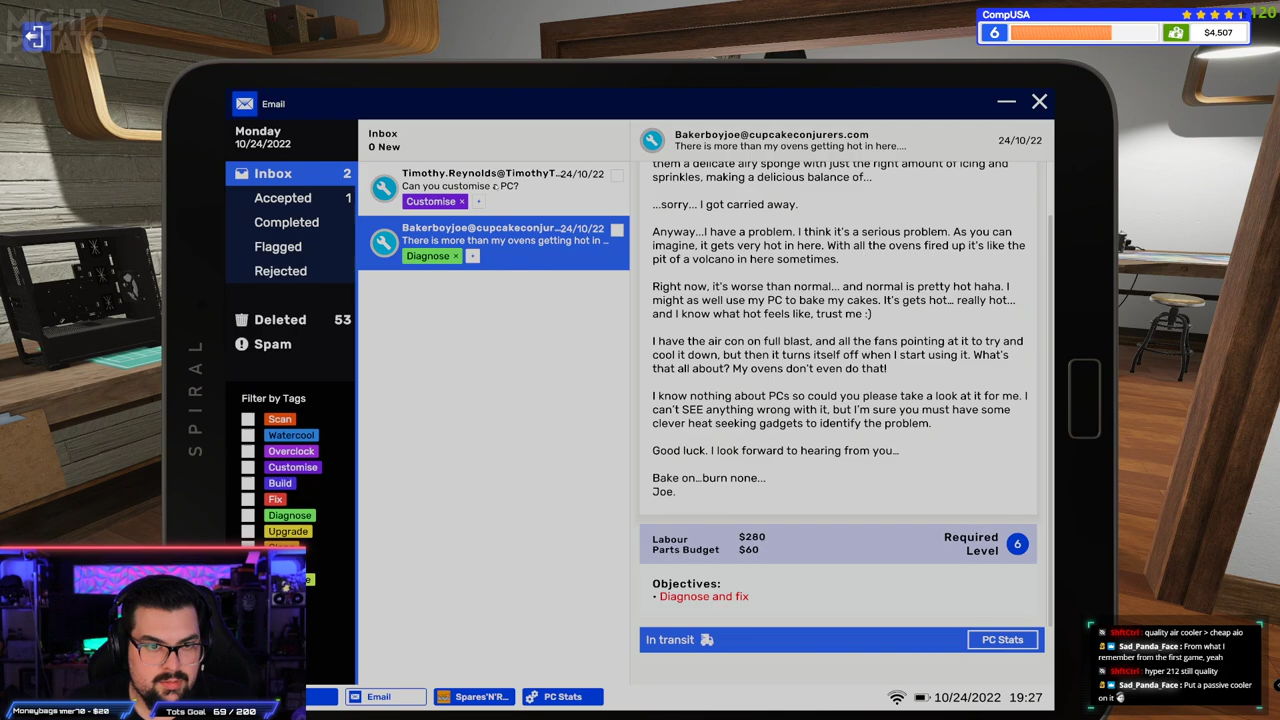 MIGHTY
POTATO
CompUSA
120
6
$4,507
Email
Monday
10/24/2022
Inbox 2
Accepted 1
Completed
Flagged
Rejected
Deleted 53
Spam
Filter by Tags
Scan
Watercool
Overclock
Customise
Build
Fix
Diagnose
Upgrade
Inbox
0 New
Timothy.Reynolds@TimothyT... 24/10/22
Can you customise a PC?
Customise × +
Bakerboyjoe@cupcakeconjur... 24/10/22
There is more than my ovens getting hot in ...
Diagnose × +
Bakerboyjoe@cupcakeconjurers.com
There is more than my ovens getting hot in here....
24/10/22
them a delicate airy sponge with just the right amount of icing and
sprinkles, making a delicious balance of...
...sorry... I got carried away.
Anyway...I have a problem. I think it's a serious problem. As you can
imagine, it gets very hot in here. With all the ovens fired up it's like the
pit of a volcano in here sometimes.
Right now, it's worse than normal... and normal is pretty hot haha. I
might as well use my PC to bake my cakes. It's gets hot... really hot...
and I know what hot feels like, trust me :)
I have the air con on full blast, and all the fans pointing at it to try and
cool it down, but then it turns itself off when I start using it. What's
that all about? My ovens don't even do that!
I know nothing about PCs so could you please take a look at it for me. I
can't SEE anything wrong with it, but I'm sure you must have some
clever heat seeking gadgets to identify the problem.
Good luck. I look forward to hearing from you...
Bake on...burn none...
Joe.
Labour $280
Parts Budget $60
Required
Level 6
Objectives:
• Diagnose and fix
In transit
PC Stats
SPIRAL
Email
Spares'N'R...
PC Stats
10/24/2022 19:27
ShftCtrl : quality air cooler > cheap aio
Sad_Panda_Face : From what I
remember from the first game, yeah
ShftCtrl : hyper 212 still quality
Sad_Panda_Face : Put a passive cooler
on it
Tots Goal 69 / 200